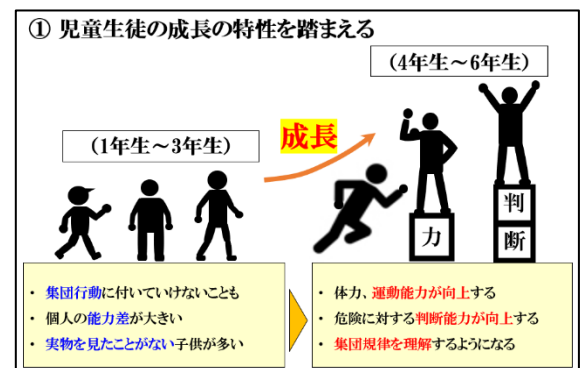 ① 児童生徒の成長の特性を踏まえる
(4年生～6年生)
(1年生～3年生)
成長
力
判
断
・ 集団行動に付いていけないことも
・ 個人の能力差が大きい
・ 実物を見たことがない子供が多い
・ 体力、運動能力が向上する
・ 危険に対する判断能力が向上する
・ 集団規律を理解するようになる